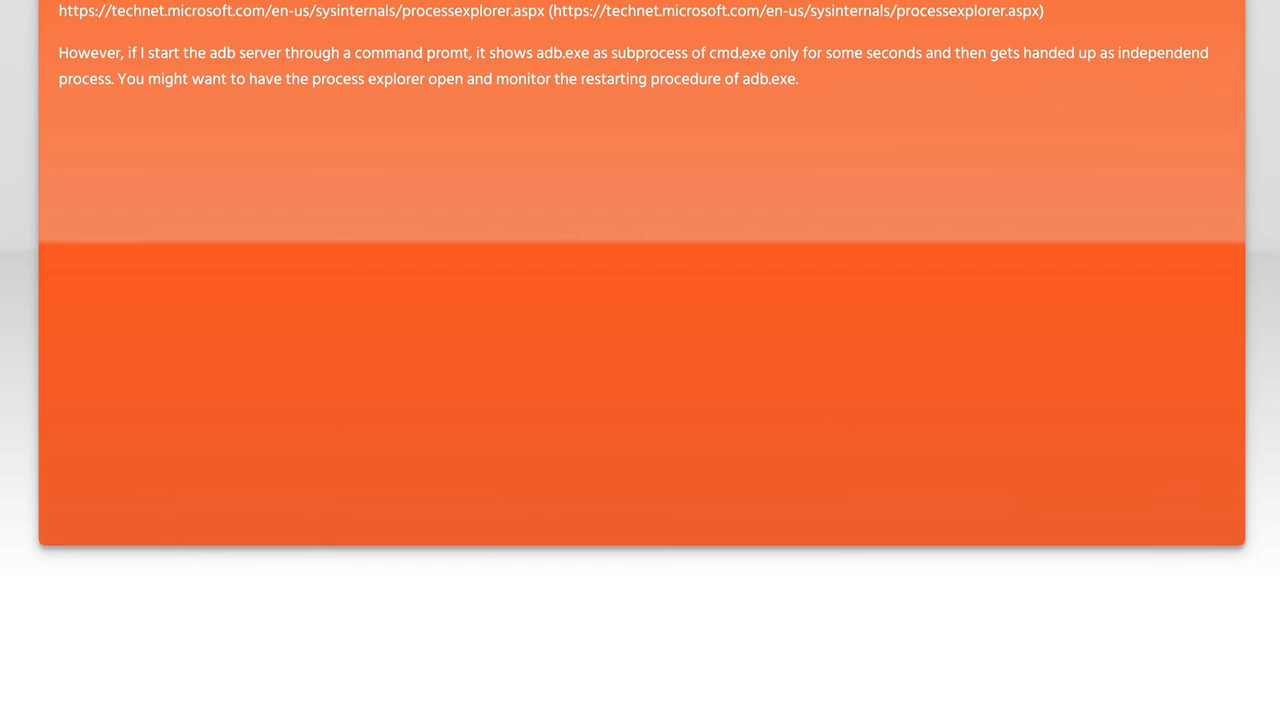 https://technet.microsoft.com/en-us/sysinternals/processexplorer.aspx (https://technet.microsoft.com/en-us/sysinternals/processexplorer.aspx)
However, if I start the adb server through a command promt, it shows adb.exe as subprocess of cmd.exe only for some seconds and then gets handed up as independend
process. You might want to have the process explorer open and monitor the restarting procedure of adb.exe.